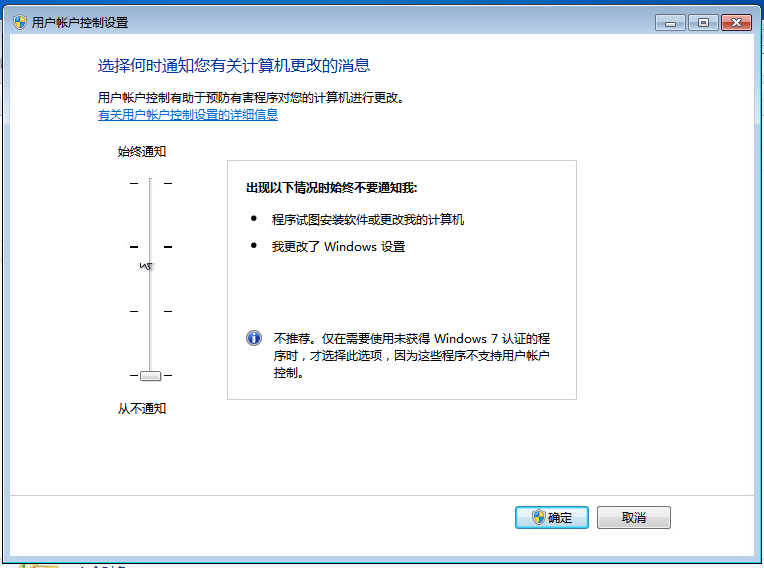 用户帐户控制设置
选择何时通知您有关计算机更改的消息
用户帐户控制有助于预防有害程序对您的计算机进行更改。
有关用户帐户控制设置的详细信息
始终通知
出现以下情况时始终不要通知我:
程序试图安装软件或更改我的计算机
我更改了 Windows 设置
不推荐。仅在需要使用未获得 Windows 7 认证的程
序时，才选择此选项，因为这些程序不支持用户帐户
控制。
从不通知
确定
取消